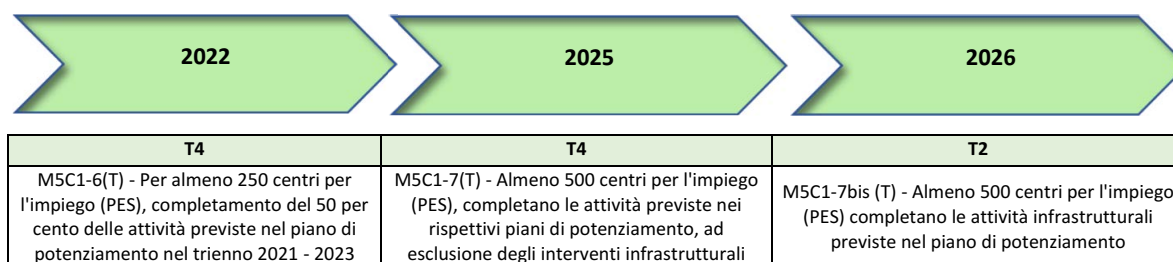 2022
2025
2026
T4
T4
T2
M5C1-6(T) - Per almeno 250 centri per
l'impiego (PES), completamento del 50 per
cento delle attività previste nel piano di
potenziamento nel trienno 2021 - 2023
M5C1-7(T) - Almeno 500 centri per l'impiego
(PES), completano le attività previste nei
rispettivi piani di potenziamento, ad
esclusione degli interventi infrastrutturali
M5C1-7bis (T) - Almeno 500 centri per l'impiego
(PES) completano le attività infrastrutturali
previste nel piano di potenziamento